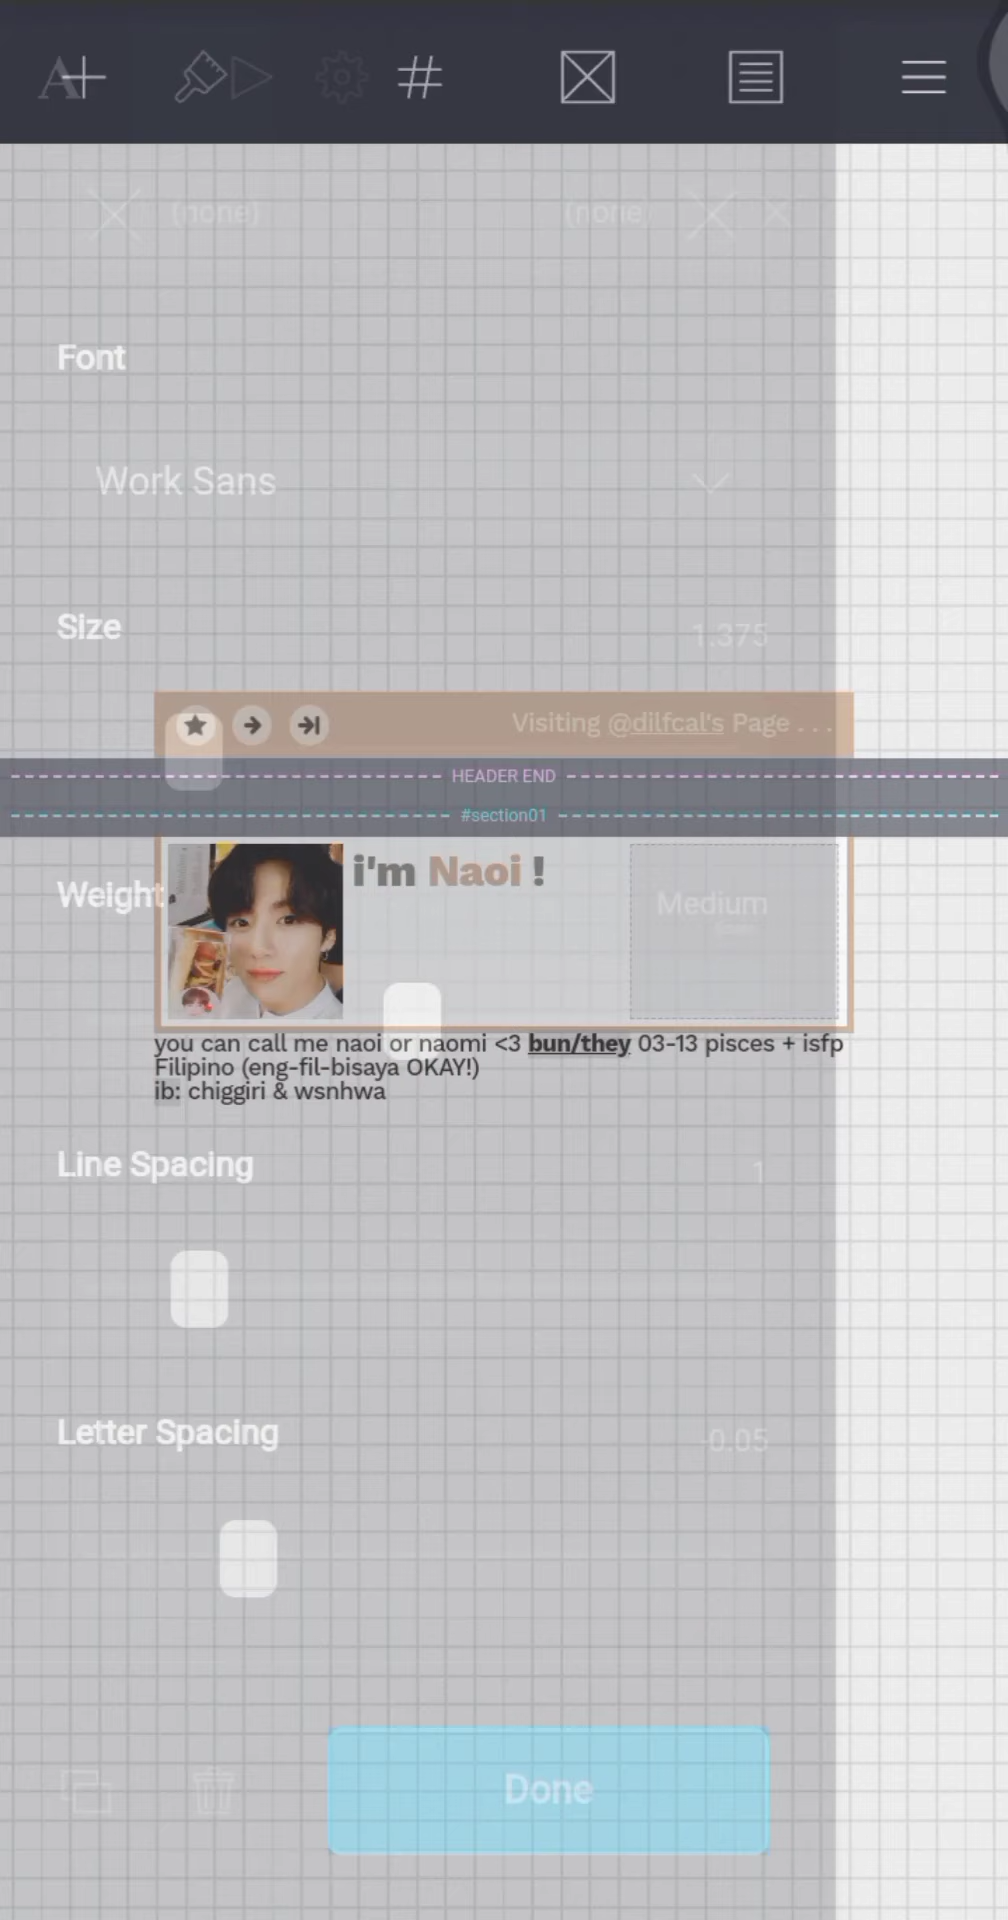 A
#
(none)
(none)
Font
Work Sans
Size
1.375
Visiting @dilfcal's Page . . .
HEADER END
#section01
i'm Naoi !
Weight
Medium
you can call me naoi or naomi <3 bun/they 03-13 pisces + isfp
Filipino (eng-fil-bisaya OKAY!)
ib: chiggiri & wsnhwa
Line Spacing
1
Letter Spacing
-0.05
Done